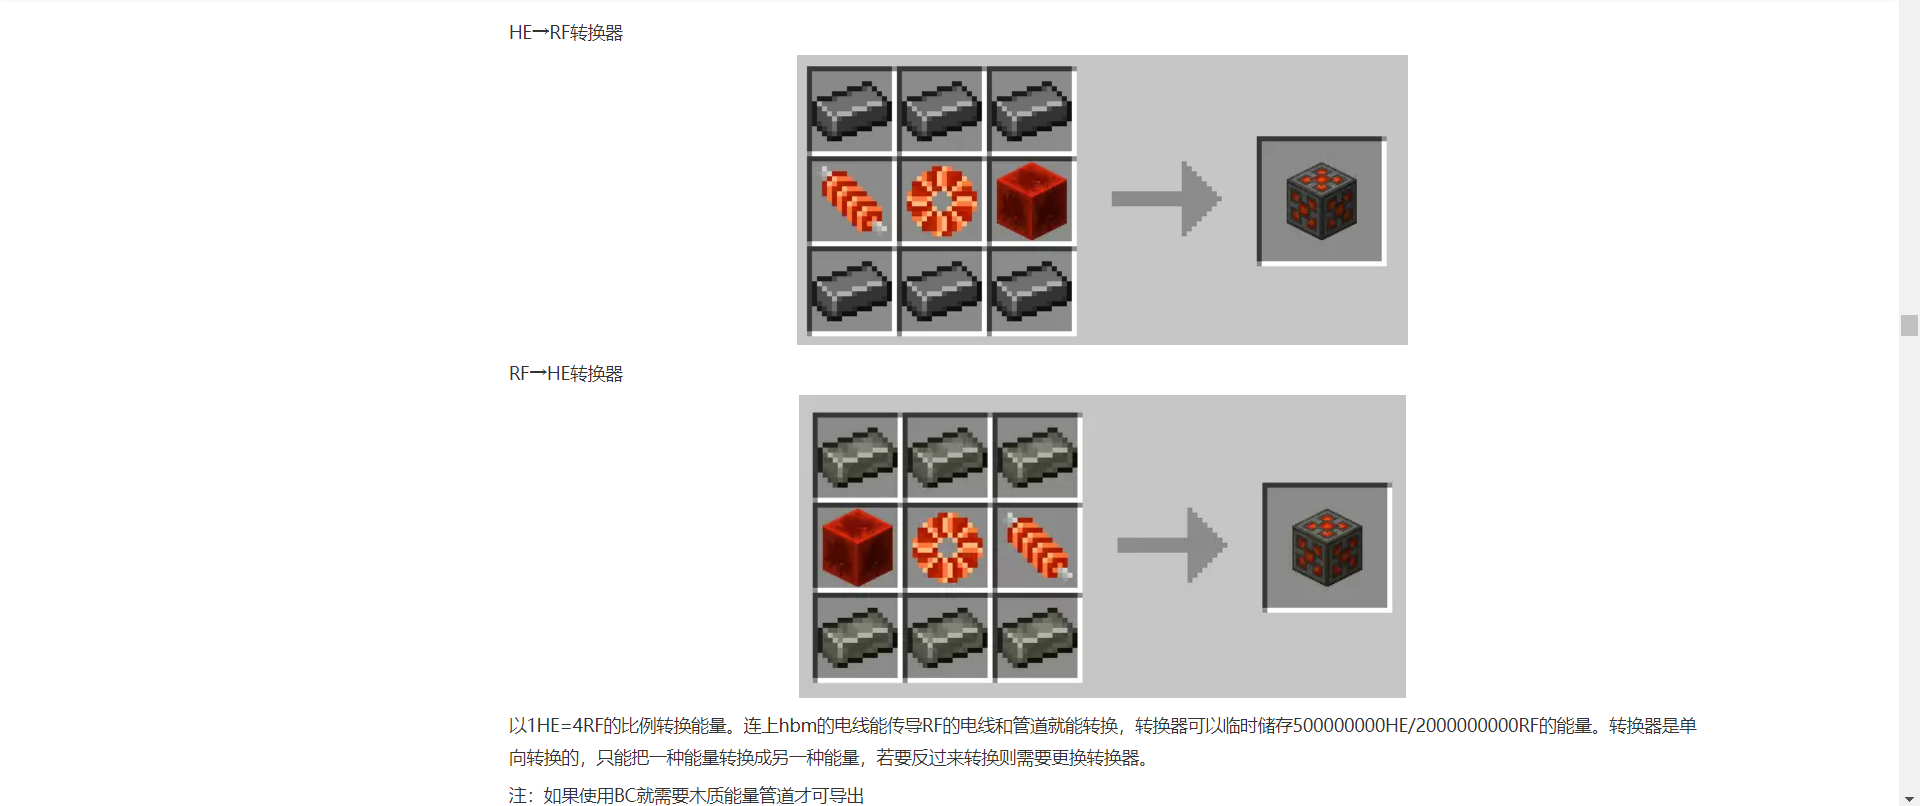 HE→RF转换器
RF→HE转换器
以1HE=4RF的比例转换能量。连上hbm的电线能传导RF的电线和管道就能转换，转换器可以临时储存500000000HE/2000000000RF的能量。转换器是单
向转换的，只能把一种能量转换成另一种能量，若要反过来转换则需要更换转换器。
注：如果使用BC就需要木质能量管道才可导出